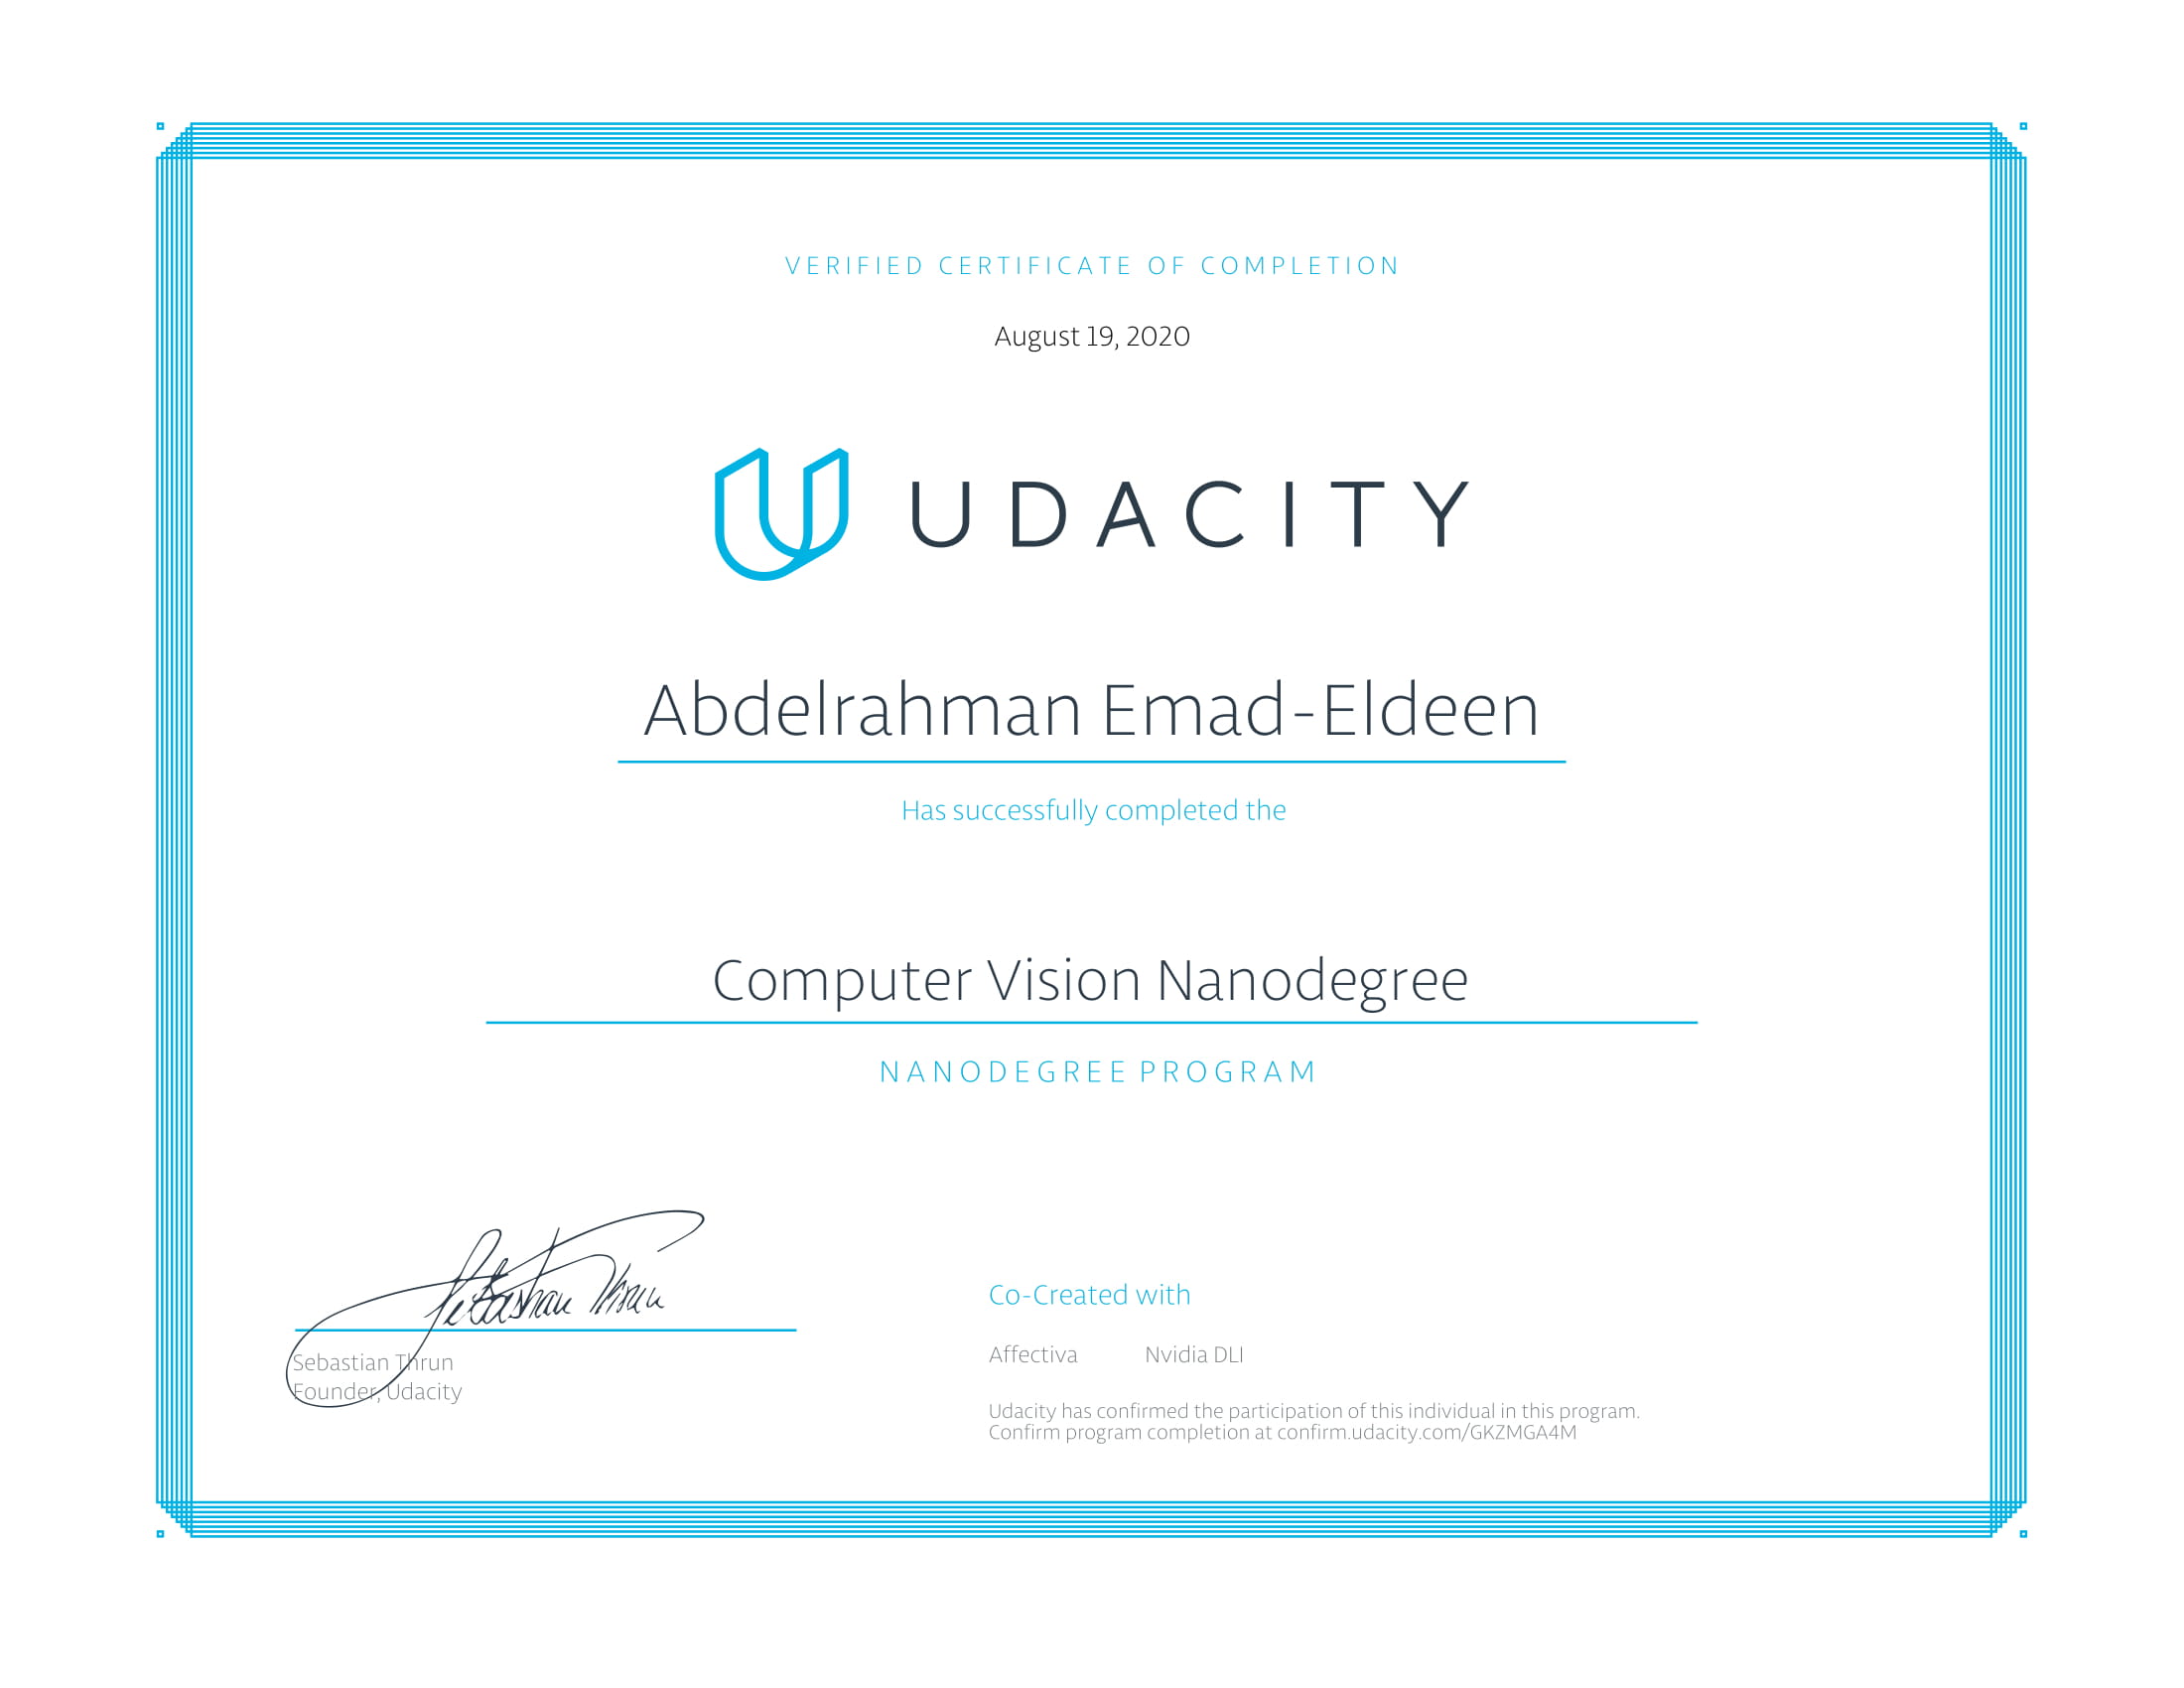 VERIFIED CERTIFICATE OF COMPLETION
August 19, 2020
UDACITY
Abdelrahman Emad-Eldeen
Has successfully completed the
Computer Vision Nanodegree
NANODEGREE PROGRAM
Sebastian Thrun
Sebastian Thrun
Founder, Udacity
Co-Created with
Affectiva Nvidia DLI
Udacity has confirmed the participation of this individual in this program.
Confirm program completion at confirm.udacity.com/GKZMGA4M